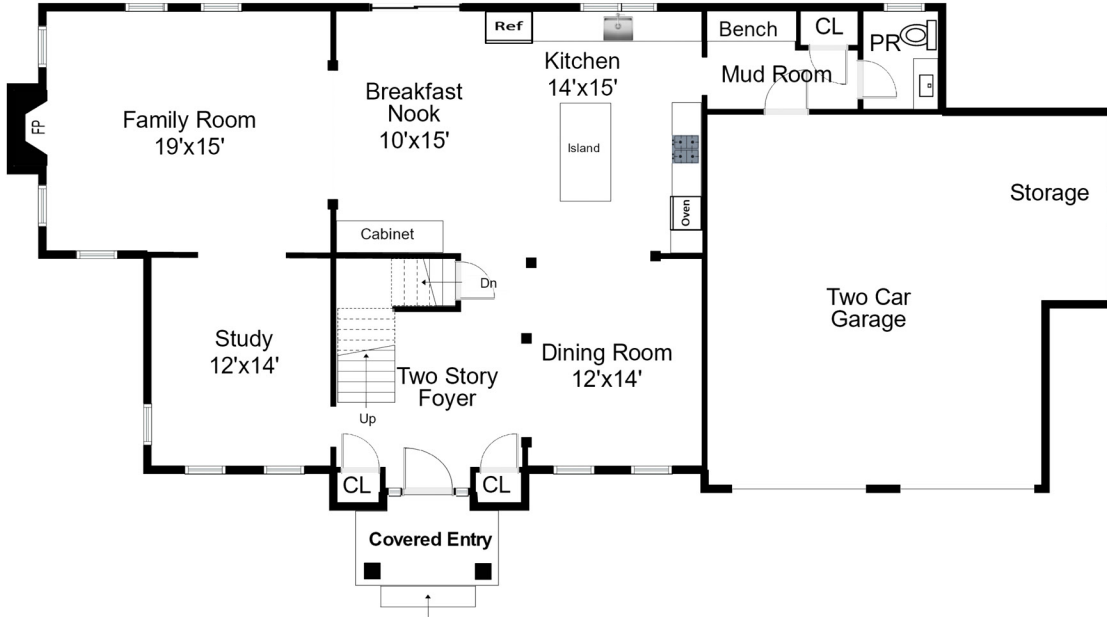 Ref
Bench
CL
PR
Kitchen
14'x15'
Mud Room
Breakfast
Nook
10'x15'
Family Room
19'x15'
FP
Island
Storage
Oven
Cabinet
Dn
Two Car
Garage
Study
12'x14'
Dining Room
12'x14'
Two Story
Foyer
Up
CL
CL
Covered Entry